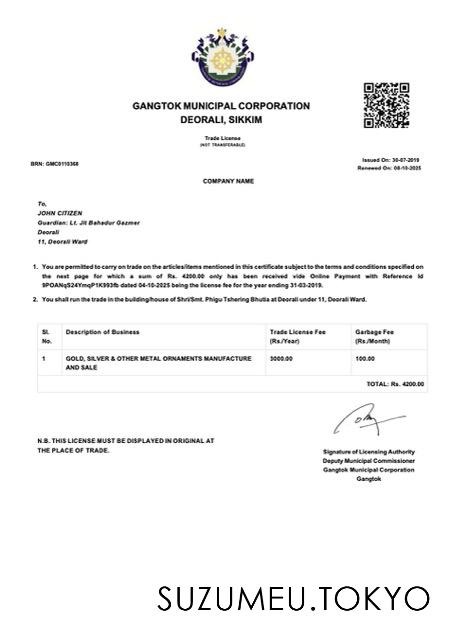 GANGTOK MUNICIPAL CORPORATION
DEORALI, SIKKIM
Trade License
(NOT TRANSFERABLE)
BRN: GMC0110368
Issued On: 30-07-2019
Renewed On: 08-10-2025
COMPANY NAME
To,
JOHN CITIZEN
Guardian: Lt. Jit Bahadur Gazmer
Deorali
11, Deorali Ward
1. You are permitted to carry on trade on the articles/items mentioned in this certificate subject to the terms and conditions specified on
the next page for which a sum of Rs. 4200.00 only has been received vide Online Payment with Reference Id
9POANqS24YmqP1K993fb dated 04-10-2025 being the license fee for the year ending 31-03-2019.
2. You shall run the trade in the building/house of Shri/Smt. Phigu Tshering Bhutia at Deorali under 11, Deorali Ward.
Sl. No. Description of Business Trade License Fee (Rs./Year) Garbage Fee (Rs./Month)
1 GOLD, SILVER & OTHER METAL ORNAMENTS MANUFACTURE AND SALE 3000.00 100.00
TOTAL: Rs. 4200.00
N.B. THIS LICENSE MUST BE DISPLAYED IN ORIGINAL AT
THE PLACE OF TRADE.
Signature of Licensing Authority
Deputy Municipal Commissioner
Gangtok Municipal Corporation
Gangtok
SUZUMEU.TOKYO